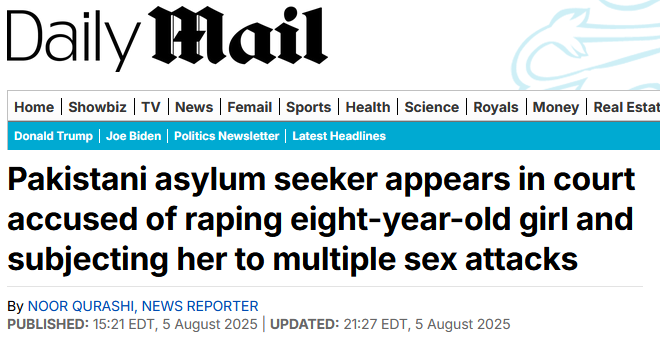 Daily Mail
Home | Showbiz | TV | News | Femail | Sports | Health | Science | Royals | Money | Real Estat
Donald Trump | Joe Biden | Politics Newsletter | Latest Headlines
Pakistani asylum seeker appears in court
accused of raping eight-year-old girl and
subjecting her to multiple sex attacks
By NOOR QURASHI, NEWS REPORTER
PUBLISHED: 15:21 EDT, 5 August 2025 | UPDATED: 21:27 EDT, 5 August 2025